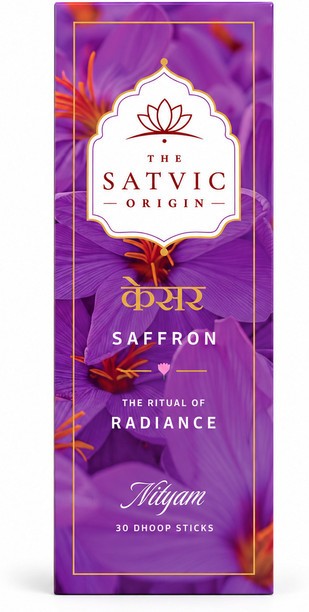 THE
SATVIC
ORIGIN
केसर
SAFFRON
THE RITUAL OF
RADIANCE
Nityam
30 DHOOP STICKS